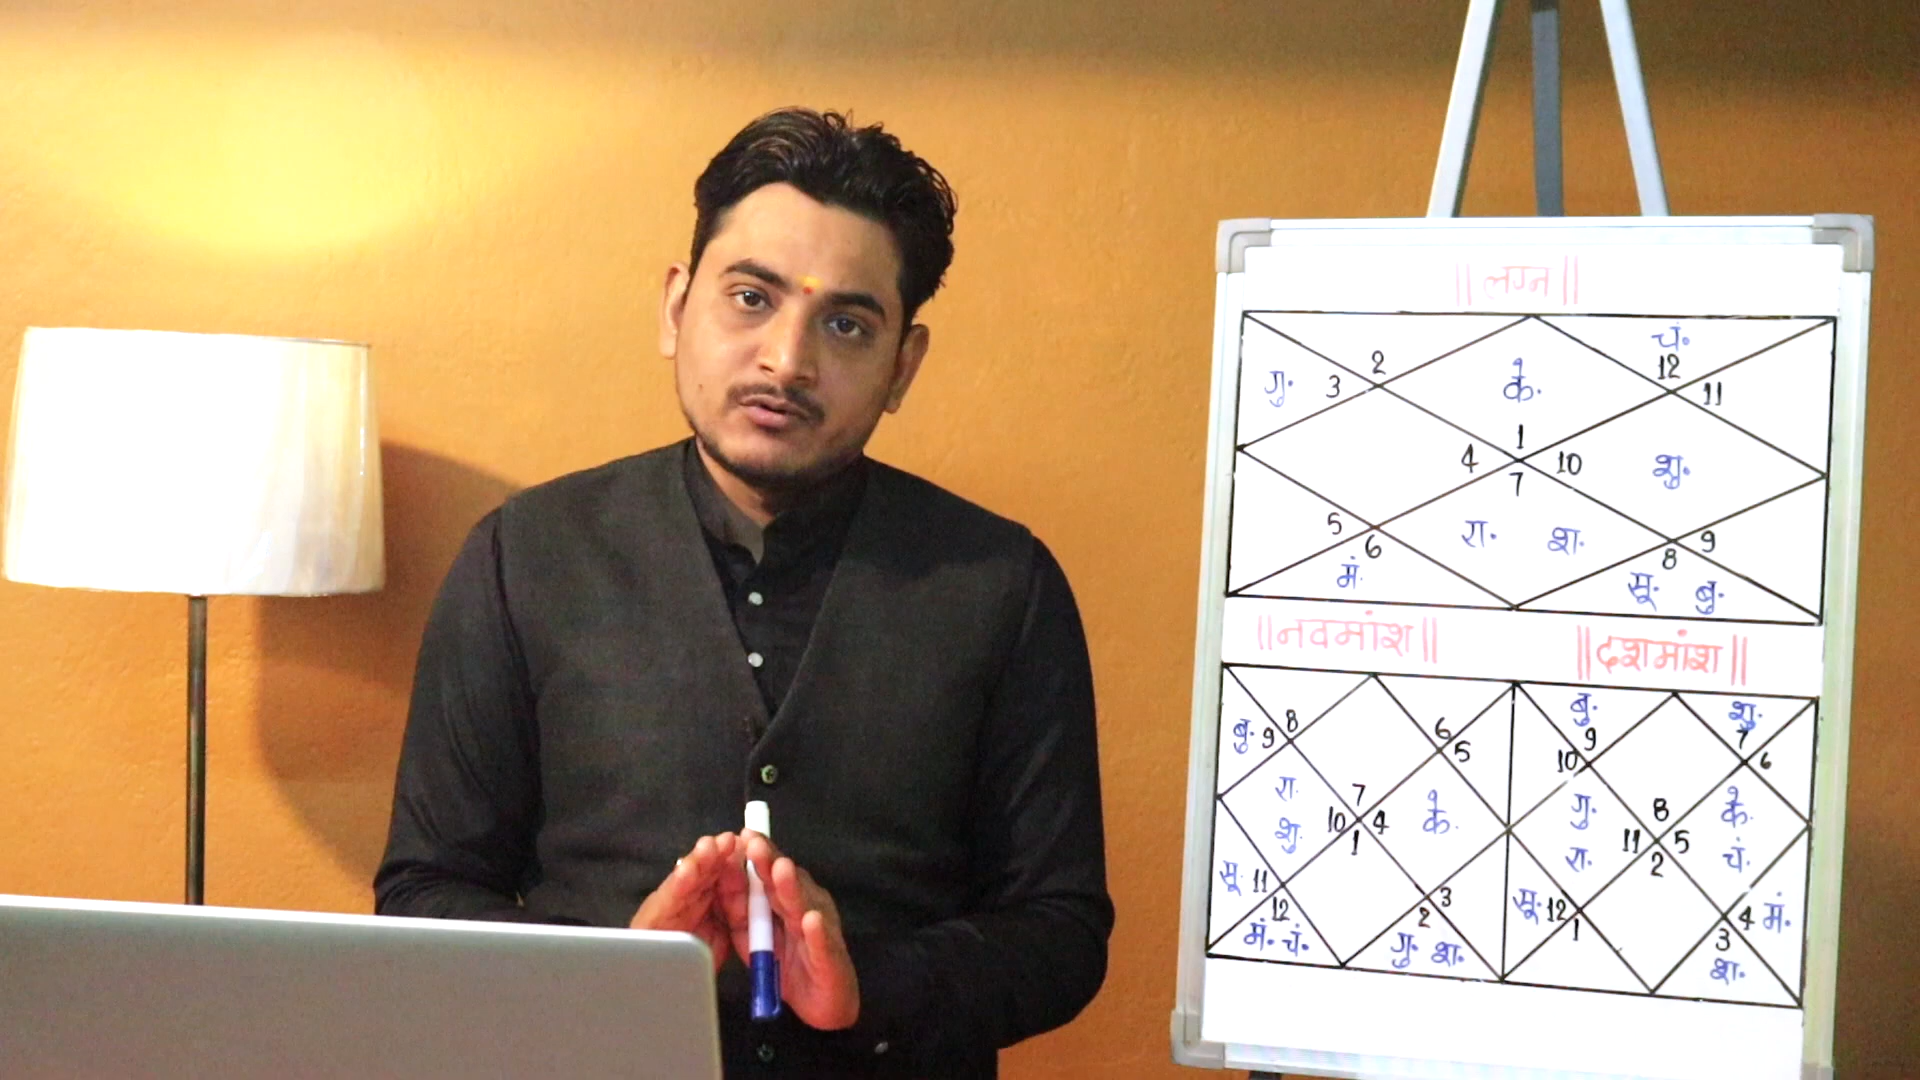 || लग्न ||
चं.
2 12
गु. 3 के. 11
1
4 10 शु.
7
5 रा. श. 9
6 8
मं. सू. बु.
||नवमांश|| ||दशमांश||
8 6
बु. 9 5
रा. 7 के.
शु. 10 4
1
सू. 11 3
12 2
मं. चं. गु. श.
बु. शु.
9 7
10 6
गु. 8 के.
रा. 11 5 चं.
2
सू. 12 4 मं.
1 3
श.